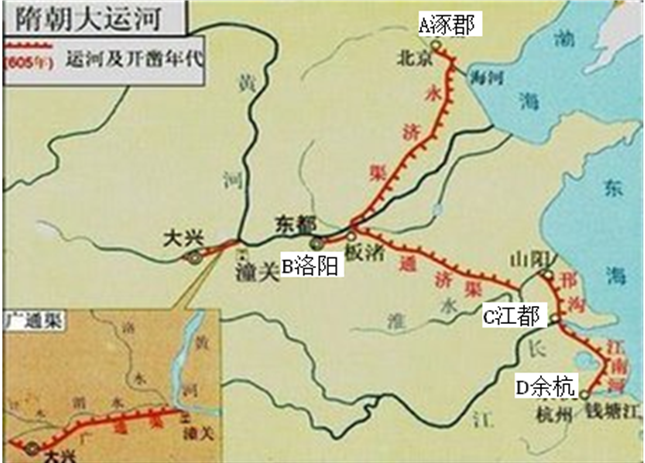 隋朝大运河
(605年) 运河及开凿年代
A涿郡
北京
海河
渤
海
黄
河
永
济
渠
东都
大兴
潼关
B洛阳
板渚
通
济
渠
山阳
邗
沟
东
海
淮
水
C江都
长
江
江
南
河
D余杭
杭州
钱塘江
广通渠
洛
水
黄
河
渭
水
广
通
渠
潼关
大兴